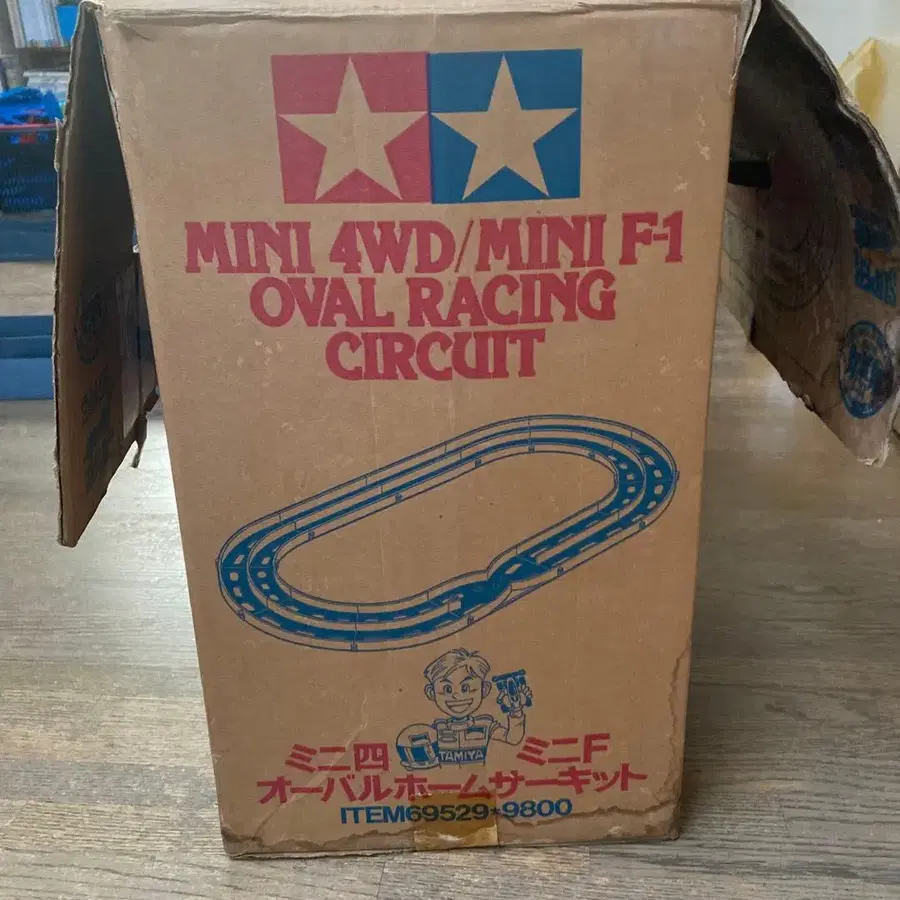 MINI 4WD/MINI F-1
OVAL RACING
CIRCUIT
TAMIYA
ミニ四 ミニF
オーバルホームサーキット
ITEM69529*9800